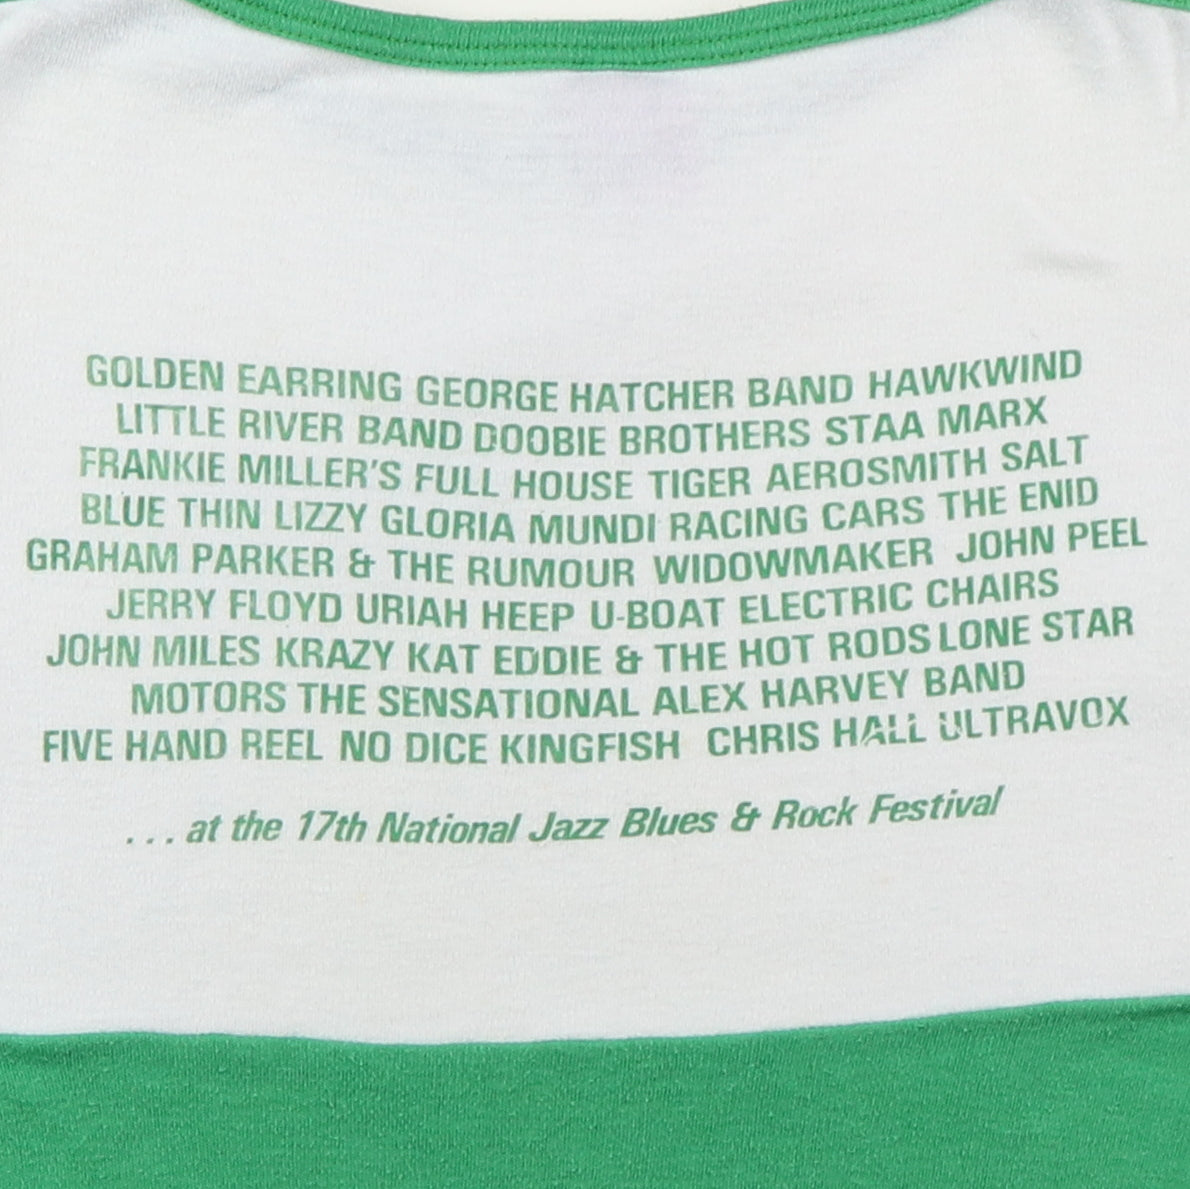 GOLDEN EARRING GEORGE HATCHER BAND HAWKWIND
LITTLE RIVER BAND DOOBIE BROTHERS STAA MARX
FRANKIE MILLER'S FULL HOUSE TIGER AEROSMITH SALT
BLUE THIN LIZZY GLORIA MUNDI RACING CARS THE ENID
GRAHAM PARKER & THE RUMOUR WIDOWMAKER JOHN PEEL
JERRY FLOYD URIAH HEEP U-BOAT ELECTRIC CHAIRS
JOHN MILES KRAZY KAT EDDIE & THE HOT RODS LONE STAR
MOTORS THE SENSATIONAL ALEX HARVEY BAND
FIVE HAND REEL NO DICE KINGFISH CHRIS HALL ULTRAVOX
. . . at the 17th National Jazz Blues & Rock Festival